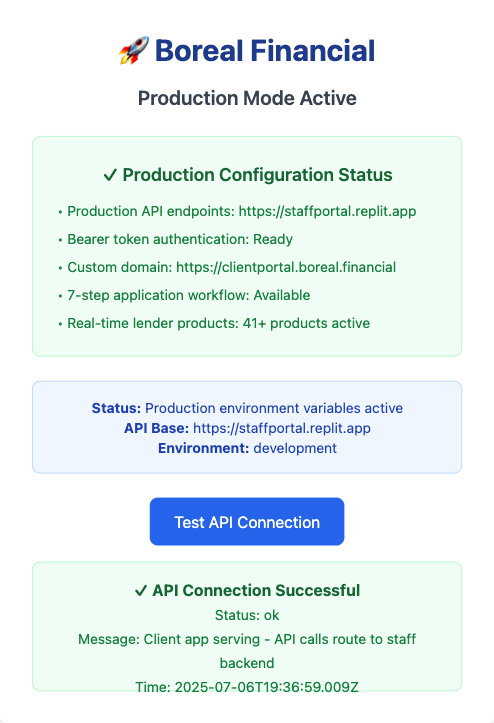 🚀 Boreal Financial
Production Mode Active
✓ Production Configuration Status
• Production API endpoints: https://staffportal.replit.app
• Bearer token authentication: Ready
• Custom domain: https://clientportal.boreal.financial
• 7-step application workflow: Available
• Real-time lender products: 41+ products active
Status: Production environment variables active
API Base: https://staffportal.replit.app
Environment: development
Test API Connection
✓ API Connection Successful
Status: ok
Message: Client app serving - API calls route to staff
backend
Time: 2025-07-06T19:36:59.009Z